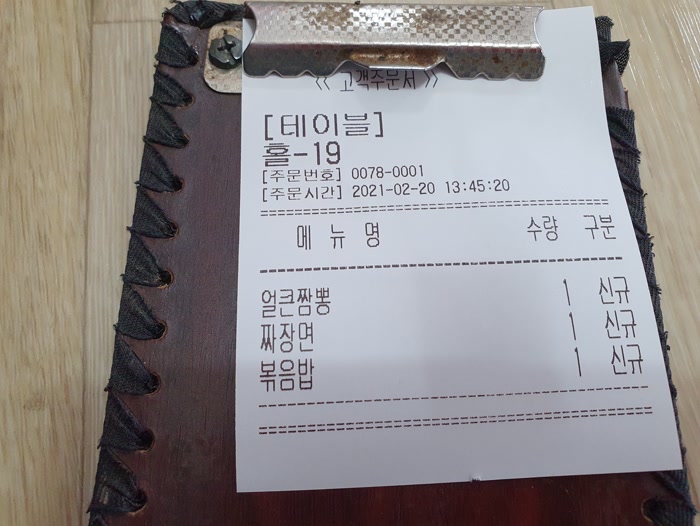 《 고객주문서 》
[테이블]
홀-19
[주문번호] 0078-0001
[주문시간] 2021-02-20 13:45:20
메 뉴 명 수량 구분
얼큰짬뽕 1 신규
짜장면 1 신규
볶음밥 1 신규